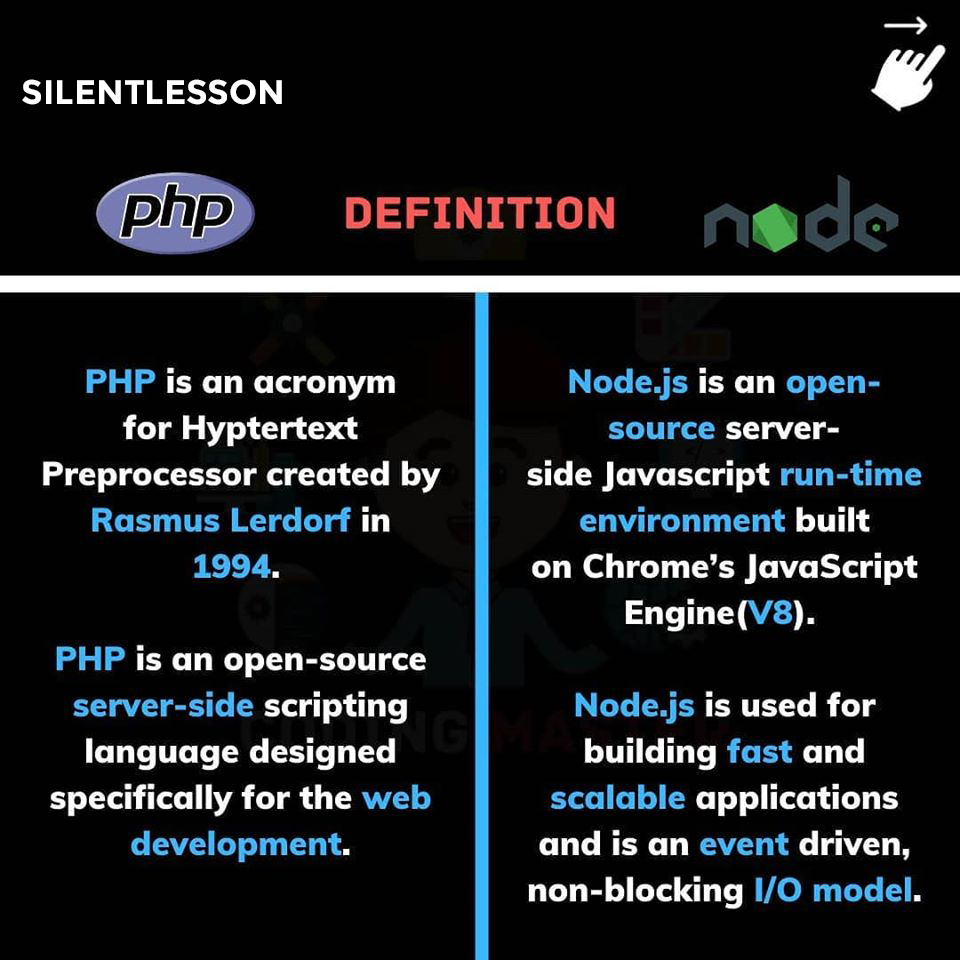 SILENTLESSON
php
DEFINITION
node
PHP is an acronym
for Hyptertext
Preprocessor created by
Rasmus Lerdorf in
1994.
PHP is an open-source
server-side scripting
language designed
specifically for the web
development.
Node.js is an open-
source server-
side Javascript run-time
environment built
on Chrome’s JavaScript
Engine(V8).
Node.js is used for
building fast and
scalable applications
and is an event driven,
non-blocking I/O model.
CODING MASTER